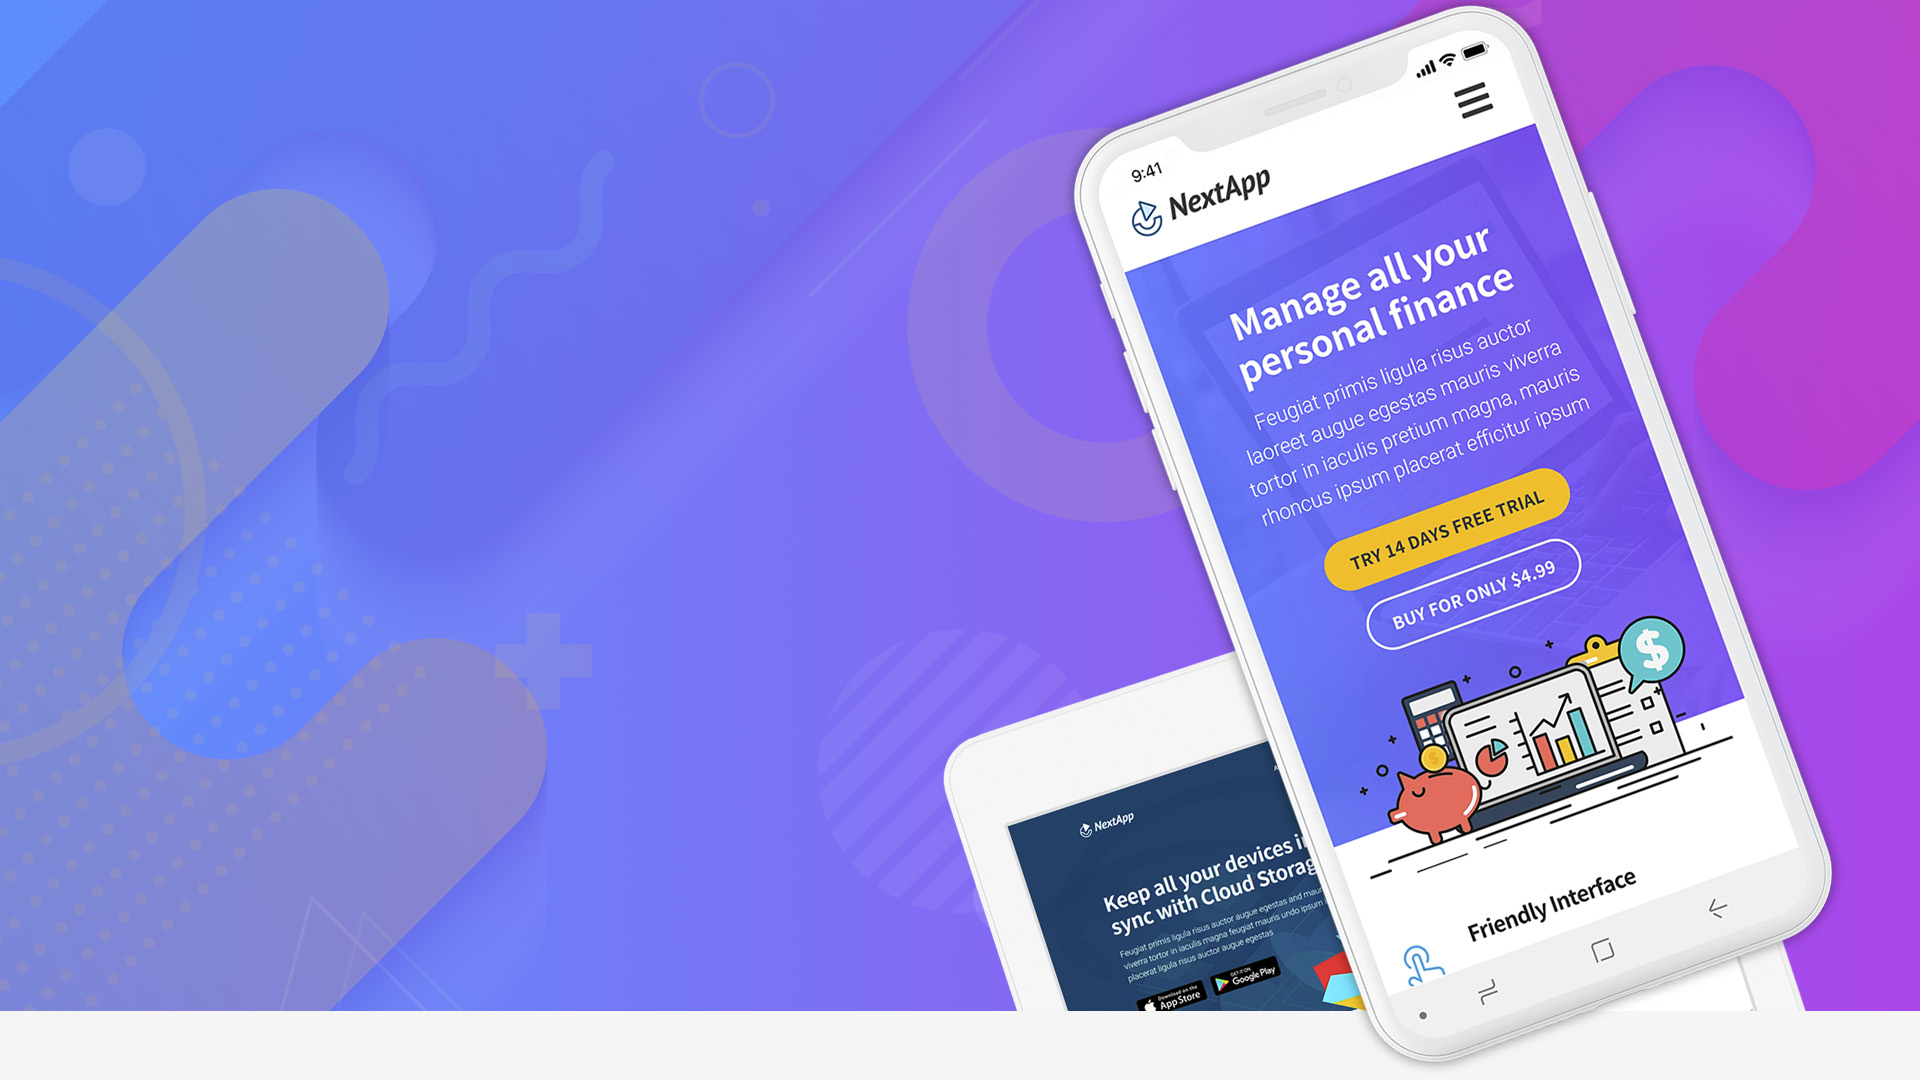 9:41
NextApp
Manage all your
personal finance
Feugiat primis ligula risus auctor
laoreet augue egestas mauris viverra
tortor in iaculis pretium magna, mauris
rhoncus ipsum placerat efficitur ipsum
TRY 14 DAYS FREE TRIAL
BUY FOR ONLY $4.99
$
$
Friendly Interface
NextApp
Keep all your devices in
sync with Cloud Storag
Feugiat primis ligula risus auctor augue egestas and maur
viverra tortor in iaculis magna feugiat mauris undo ipsum
placerat ligula risus auctor augue egestas
Download on the
App Store
GET IT ON
Google Play